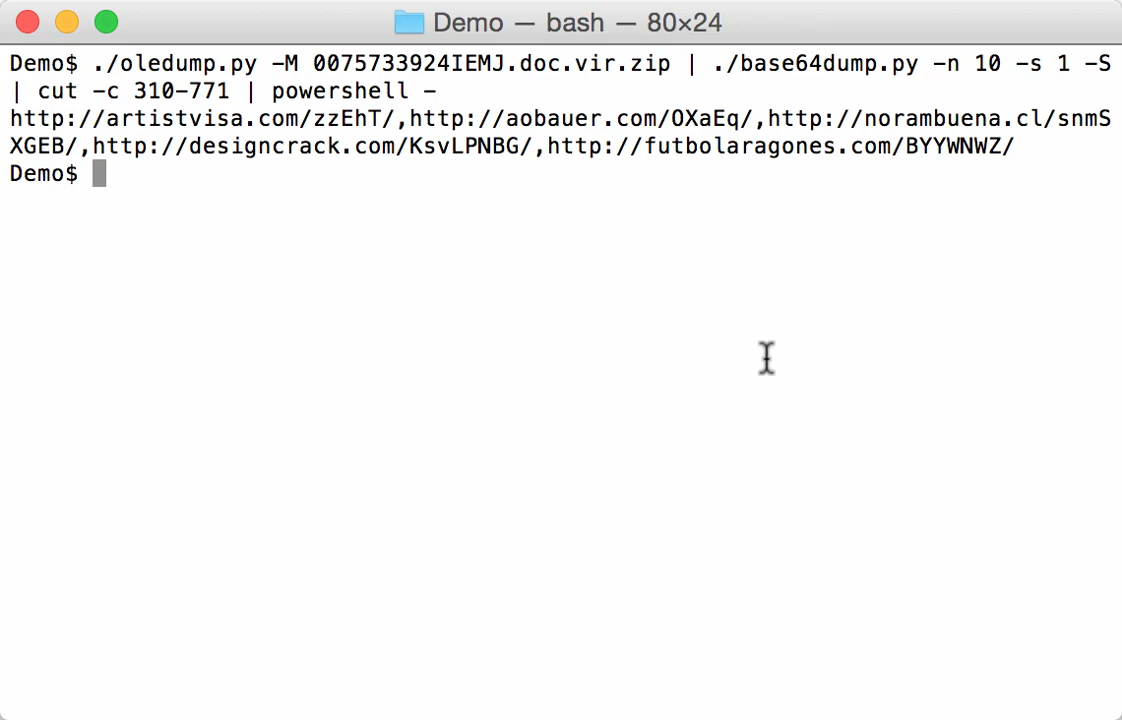 Demo — bash — 80×24
Demo$ ./oledump.py -M 0075733924IEMJ.doc.vir.zip | ./base64dump.py -n 10 -s 1 -S
| cut -c 310-771 | powershell -
http://artistvisa.com/zzEhT/,http://aobauer.com/OXaEq/,http://norambuena.cl/snmS
XGEB/,http://designcrack.com/KsvLPNBG/,http://futbolaragones.com/BYYWNWZ/
Demo$